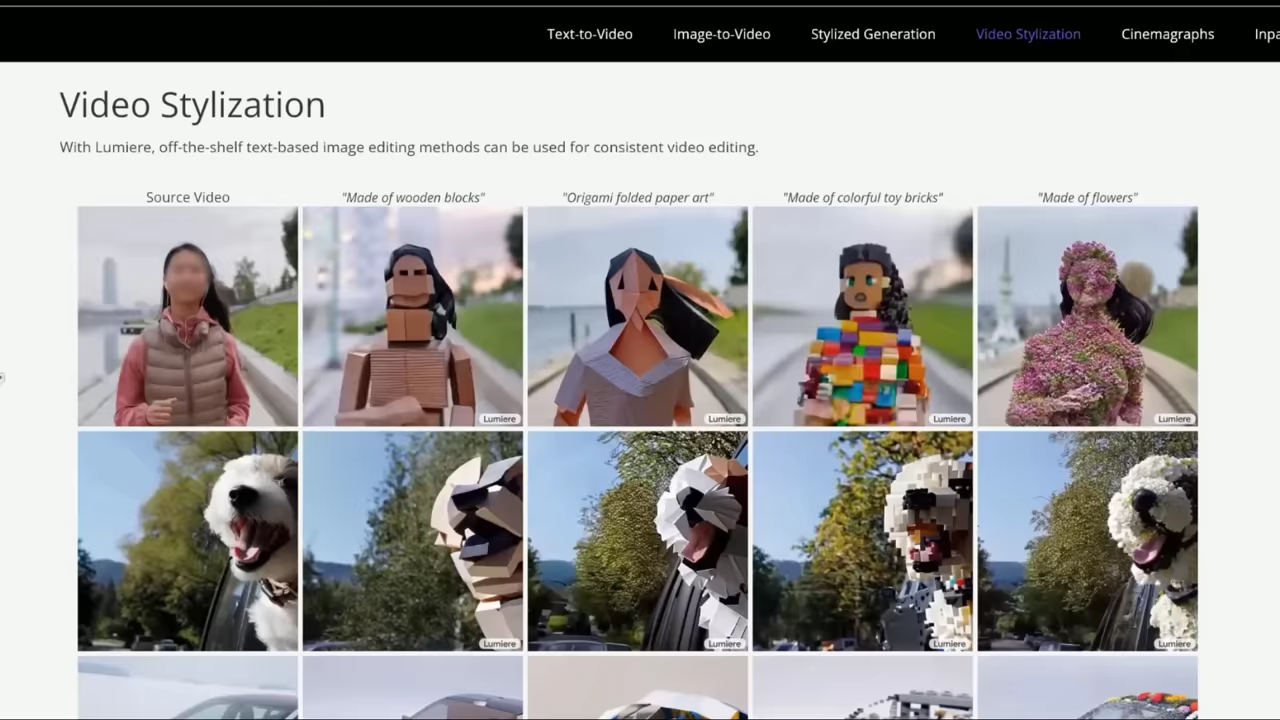 Text-to-Video Image-to-Video Stylized Generation Video Stylization Cinemagraphs
Video Stylization
With Lumiere, off-the-shelf text-based image editing methods can be used for consistent video editing.
Source Video "Made of wooden blocks" "Origami folded paper art" "Made of colorful toy bricks" "Made of flowers"
Lumiere Lumiere Lumiere Lumiere
Lumiere Lumiere Lumiere Lumiere